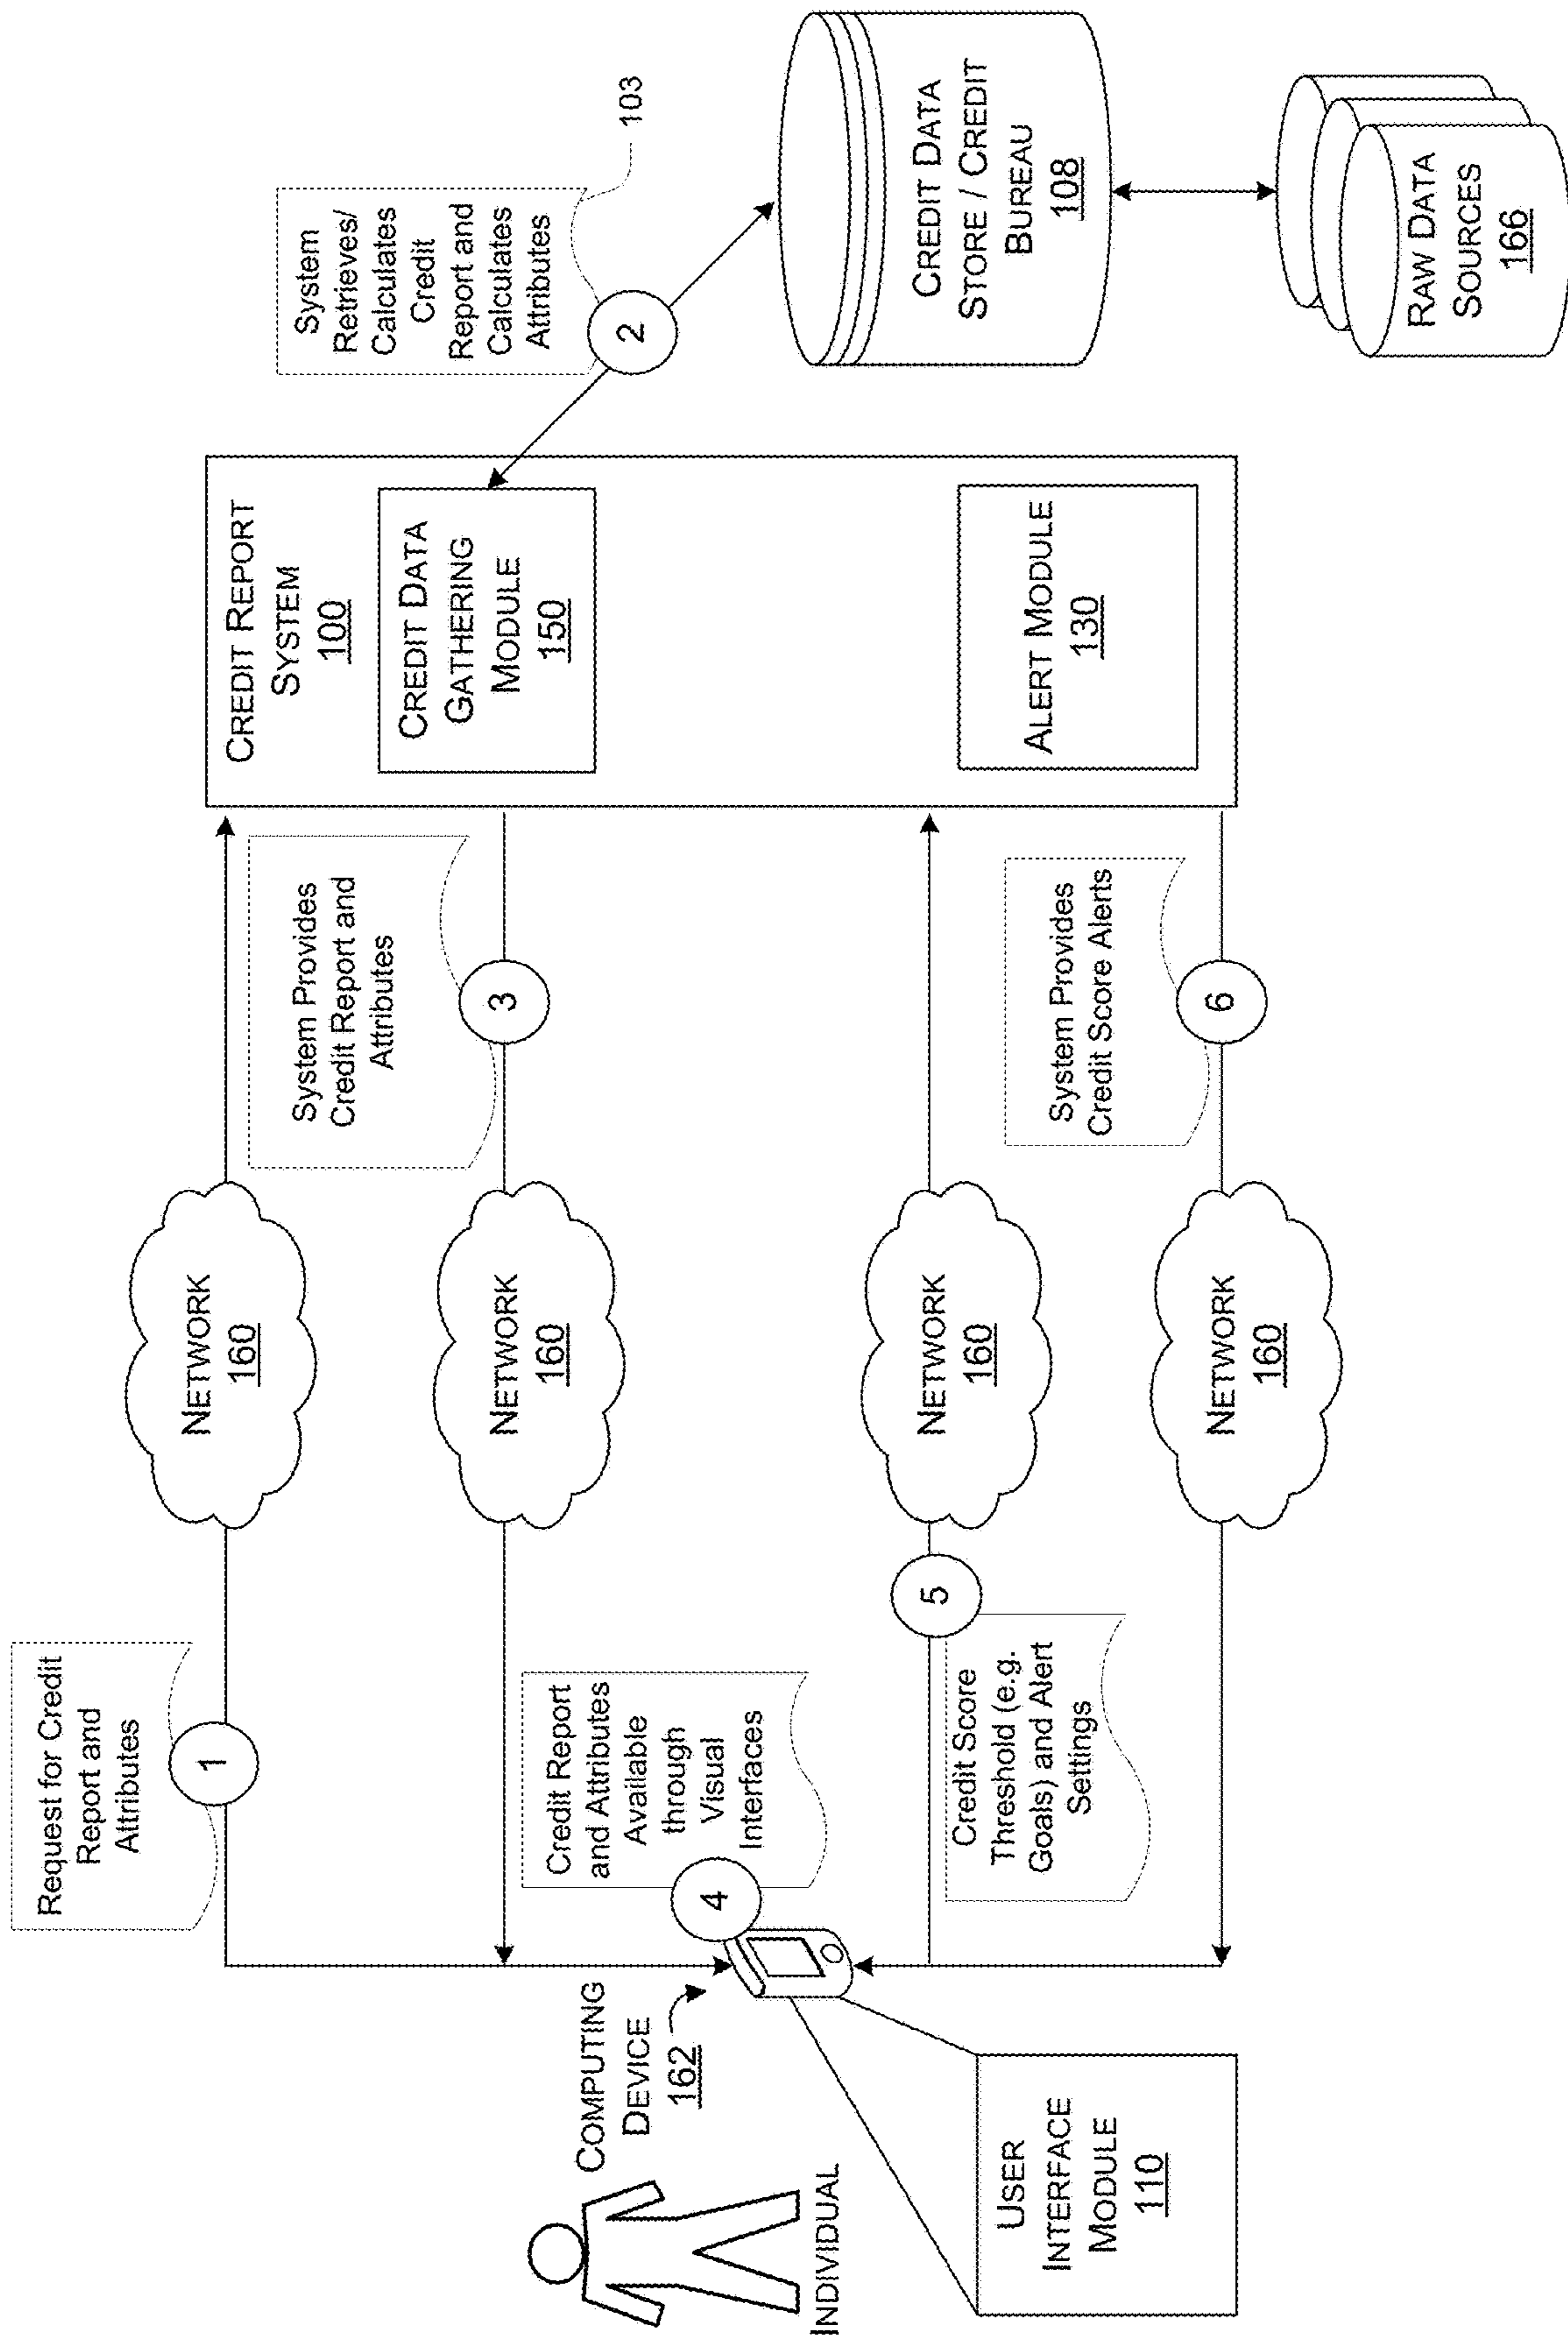 Request for Credit
Report and
Attributes
1
NETWORK
160
CREDIT REPORT
SYSTEM
100
System
Retrieves/
Calculates
Credit
Report and
Calculates
Attributes
103
2
System Provides
Credit Report and
Attributes
3
NETWORK
160
CREDIT DATA
GATHERING
MODULE
150
INDIVIDUAL
COMPUTING
DEVICE
162
4
Credit Report
and Attributes
Available
through
Visual
Interfaces
CREDIT DATA
STORE / CREDIT
BUREAU
108
USER
INTERFACE
MODULE
110
5
Credit Score
Threshold (e.g.
Goals) and Alert
Settings
NETWORK
160
ALERT MODULE
130
System Provides
Credit Score Alerts
6
NETWORK
160
RAW DATA
SOURCES
166